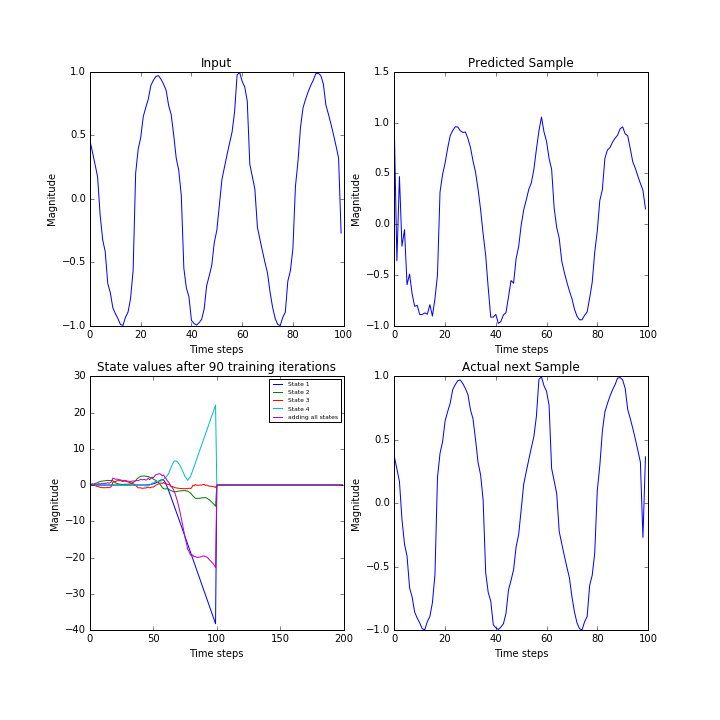 Input
1.0
0.5
0.0
−0.5
−1.0
Magnitude
0 20 40 60 80 100
Time steps
Predicted Sample
1.5
1.0
0.5
0.0
−0.5
−1.0
Magnitude
0 20 40 60 80 100
Time steps
State values after 90 training iterations
30
20
10
0
−10
−20
−30
−40
Magnitude
State 1
State 2
State 3
State 4
adding all states
0 50 100 150 200
Time steps
Actual next Sample
1.0
0.5
0.0
−0.5
−1.0
Magnitude
0 20 40 60 80 100
Time steps